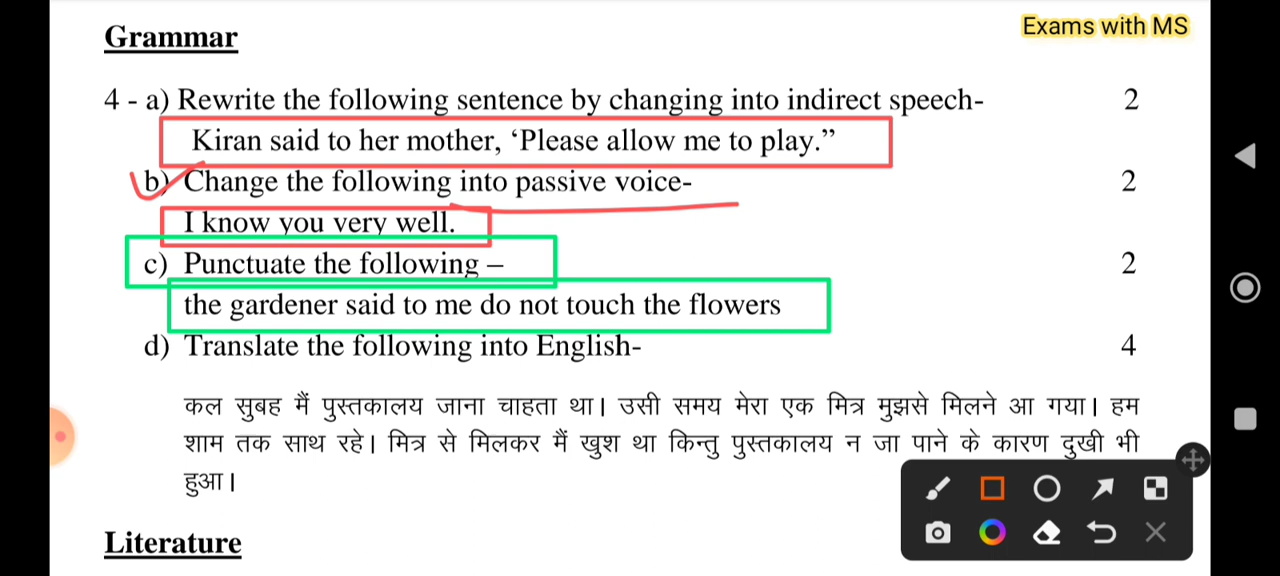 Exams with MS
Grammar
4 - a) Rewrite the following sentence by changing into indirect speech- 2
Kiran said to her mother, ‘Please allow me to play.”
b) Change the following into passive voice- 2
I know you very well.
c) Punctuate the following – 2
the gardener said to me do not touch the flowers
d) Translate the following into English- 4
कल सुबह मैं पुस्तकालय जाना चाहता था। उसी समय मेरा एक मित्र मुझसे मिलने आ गया। हम
शाम तक साथ रहे। मित्र से मिलकर मैं खुश था किन्तु पुस्तकालय न जा पाने के कारण दुखी भी
हुआ।
Literature